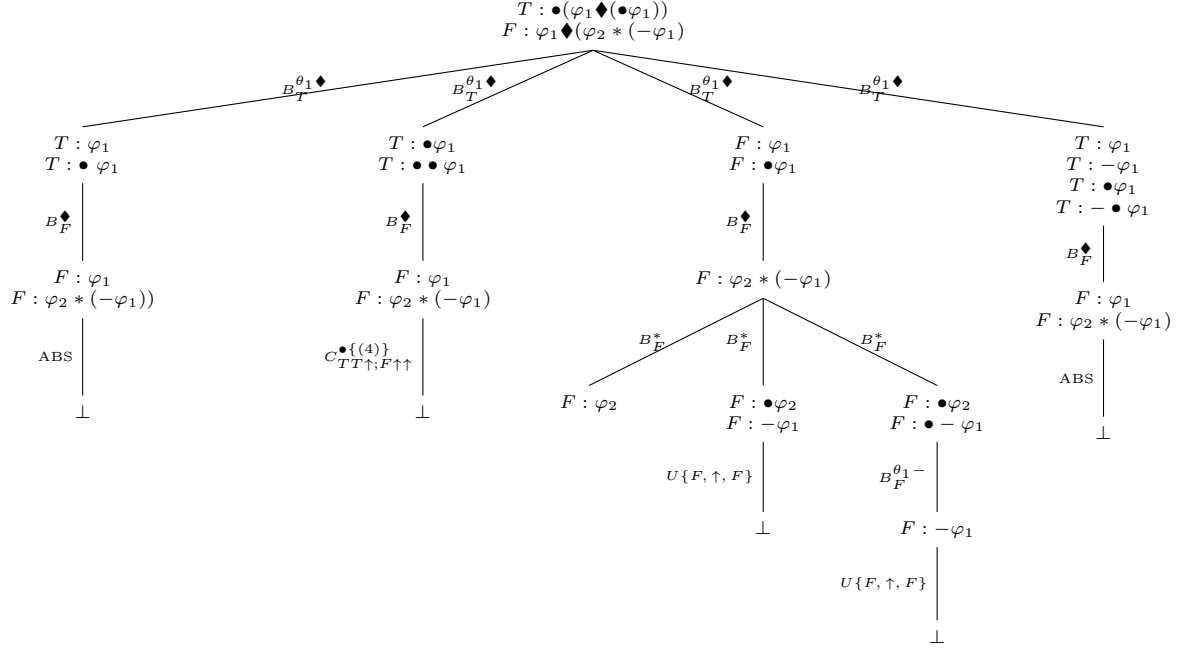 T : •(φ₁♦(•φ₁))
F : φ₁♦(φ₂ ∗ (−φ₁)
B_T^{θ₁♦} B_T^{θ₁♦} B_T^{θ₁♦} B_T^{θ₁♦}
T : φ₁
T : • φ₁
T : •φ₁
T : • • φ₁
F : φ₁
F : •φ₁
T : φ₁
T : −φ₁
T : •φ₁
T : − • φ₁
B_F^♦ B_F^♦ B_F^♦ B_F^♦
F : φ₁
F : φ₂ ∗ (−φ₁))
F : φ₁
F : φ₂ ∗ (−φ₁)
F : φ₂ ∗ (−φ₁)
F : φ₁
F : φ₂ ∗ (−φ₁)
ABS
C_{TT↑;F↑↑}^{•{(4)}}
B_F^∗ B_F^∗ B_F^∗
ABS
⊥
⊥
F : φ₂
F : •φ₂
F : −φ₁
F : •φ₂
F : • − φ₁
⊥
U{F, ↑, F}
B_F^{θ₁−}
⊥
F : −φ₁
U{F, ↑, F}
⊥